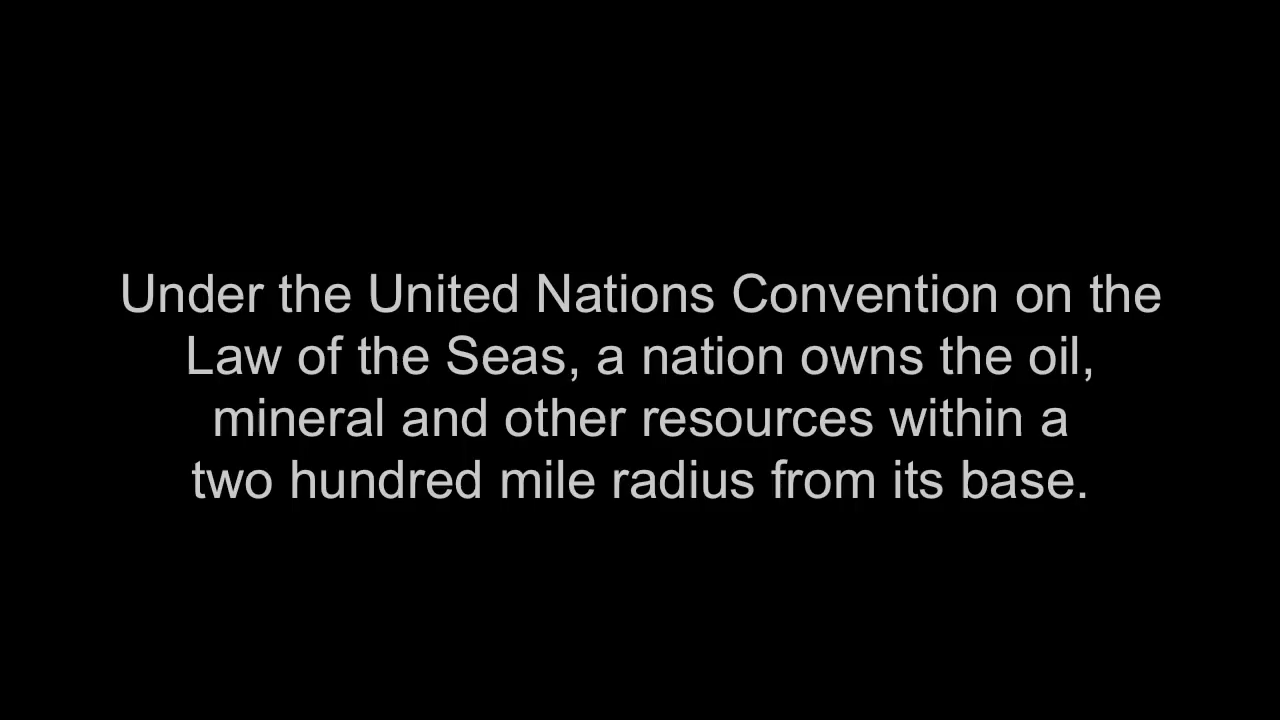 Under the United Nations Convention on the
Law of the Seas, a nation owns the oil,
mineral and other resources within a
two hundred mile radius from its base.